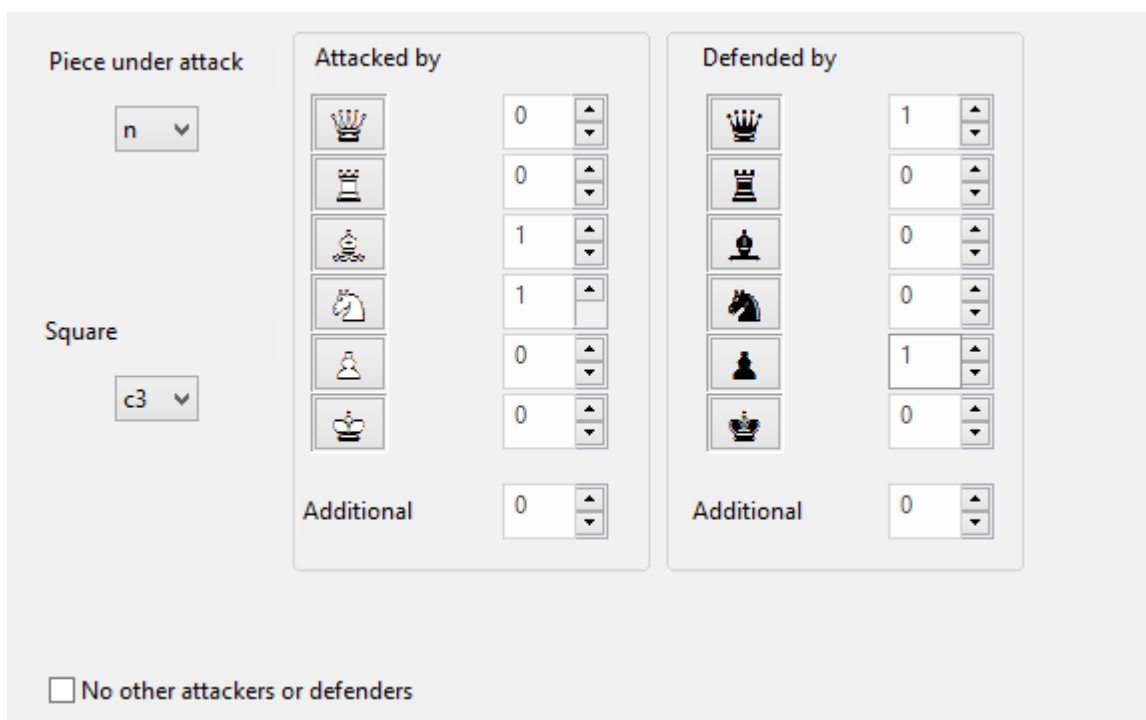 Piece under attack
n
Square
c3
Attacked by
0
0
1
1
0
0
Additional 0
Defended by
1
0
0
0
1
0
Additional 0
No other attackers or defenders